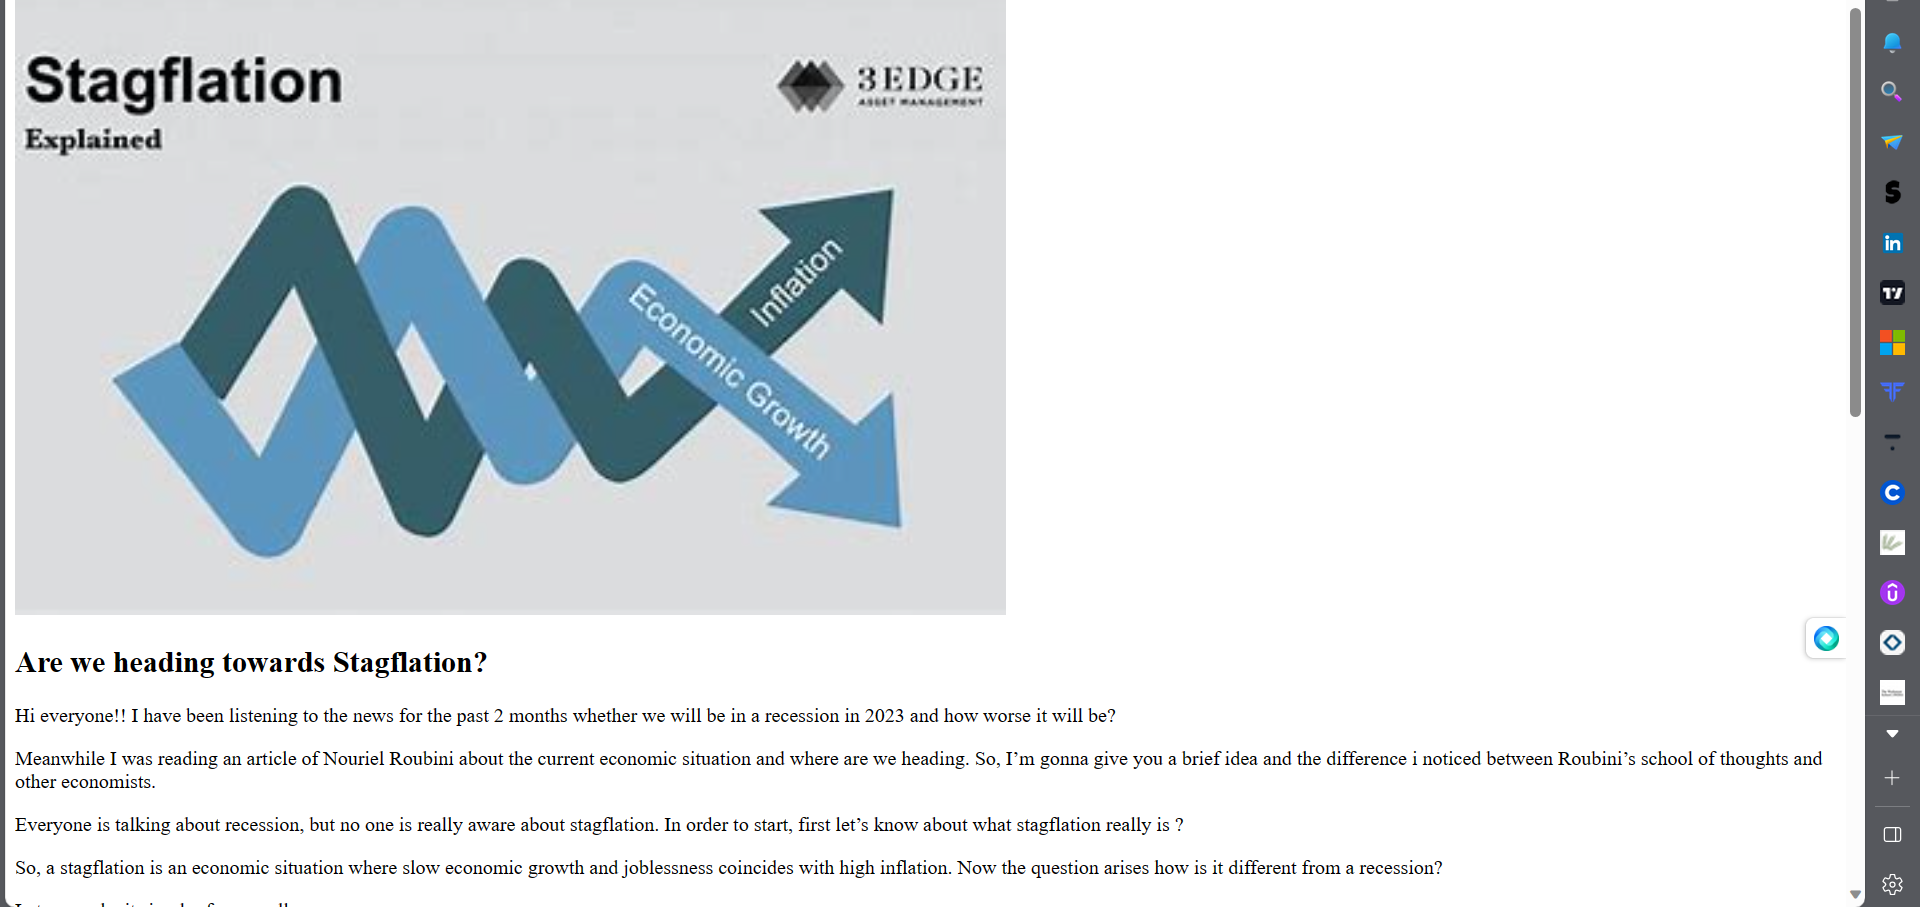 Stagflation
Explained
3EDGE
ASSET MANAGEMENT
Inflation
Economic Growth
Are we heading towards Stagflation?
Hi everyone!! I have been listening to the news for the past 2 months whether we will be in a recession in 2023 and how worse it will be?
Meanwhile I was reading an article of Nouriel Roubini about the current economic situation and where are we heading. So, I’m gonna give you a brief idea and the difference i noticed between Roubini’s school of thoughts and
other economists.
Everyone is talking about recession, but no one is really aware about stagflation. In order to start, first let’s know about what stagflation really is ?
So, a stagflation is an economic situation where slow economic growth and joblessness coincides with high inflation. Now the question arises how is it different from a recession?